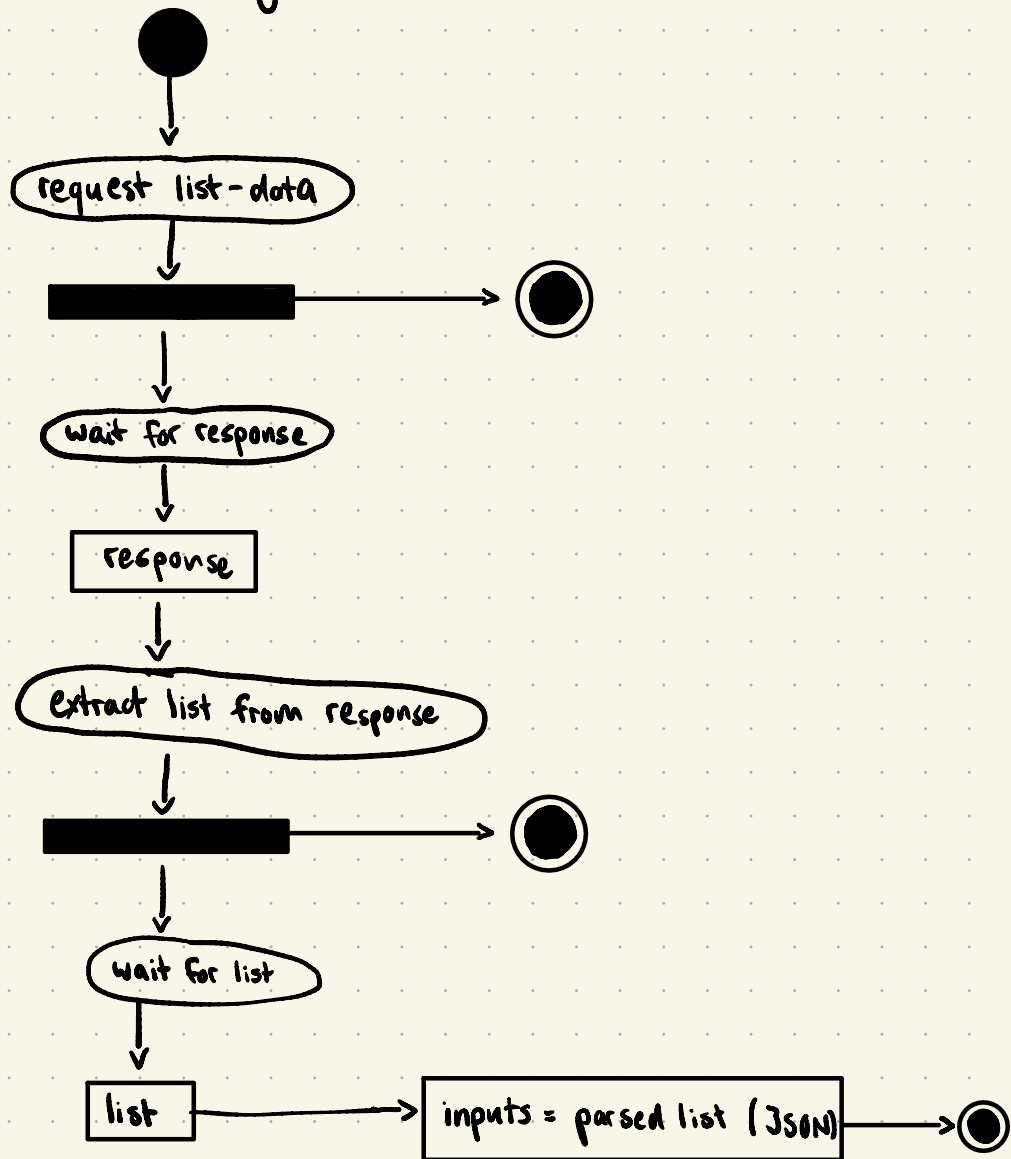 request list-data
wait for response
response
extract list from response
wait for list
list
inputs = parsed list (JSON)